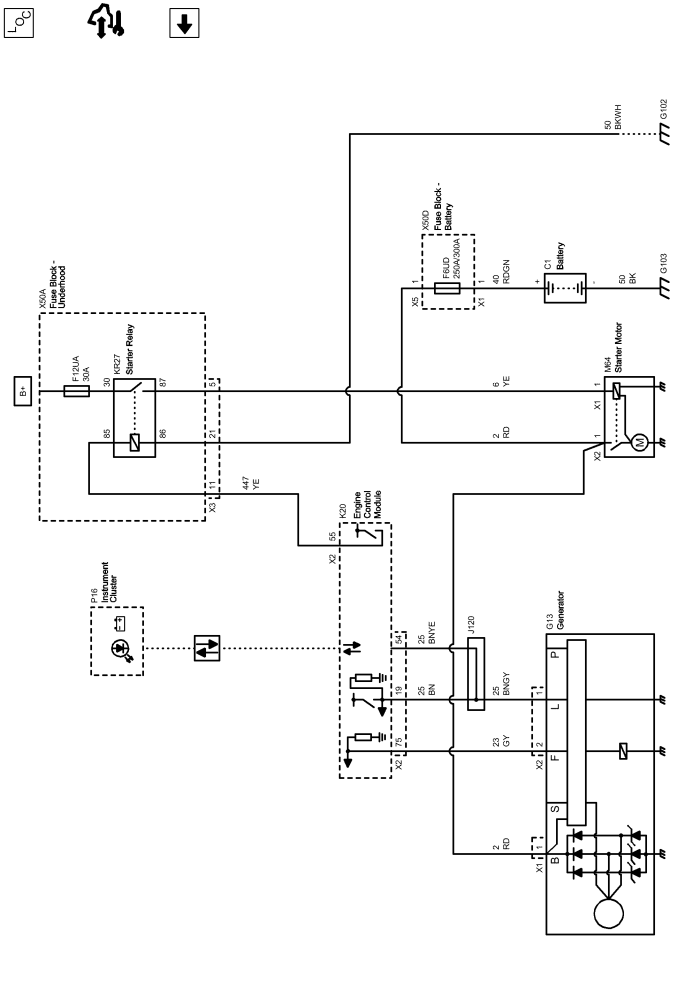 LOC
50
BKWH
G102
X50D
Fuse Block -
Battery
X5
1
F6UD
250A/300A
X1
1
40
RDGN
+
C1
Battery
-
50
BK
G103
X50A
Fuse Block -
Underhood
B+
F12UA
30A
30
KR27
Starter Relay
87
5
85
86
21
11
X3
447
YE
6
YE
2
RD
X1
1
M64
Starter Motor
X2
1
M
K20
Engine
Control
Module
X2
55
P16
Instrument
Cluster
- +
54
25
BNYE
J120
19
25
BN
25
BNGY
X2
75
23
GY
G13
Generator
P
1
L
X2
2
F
S
2
RD
X1
1
B